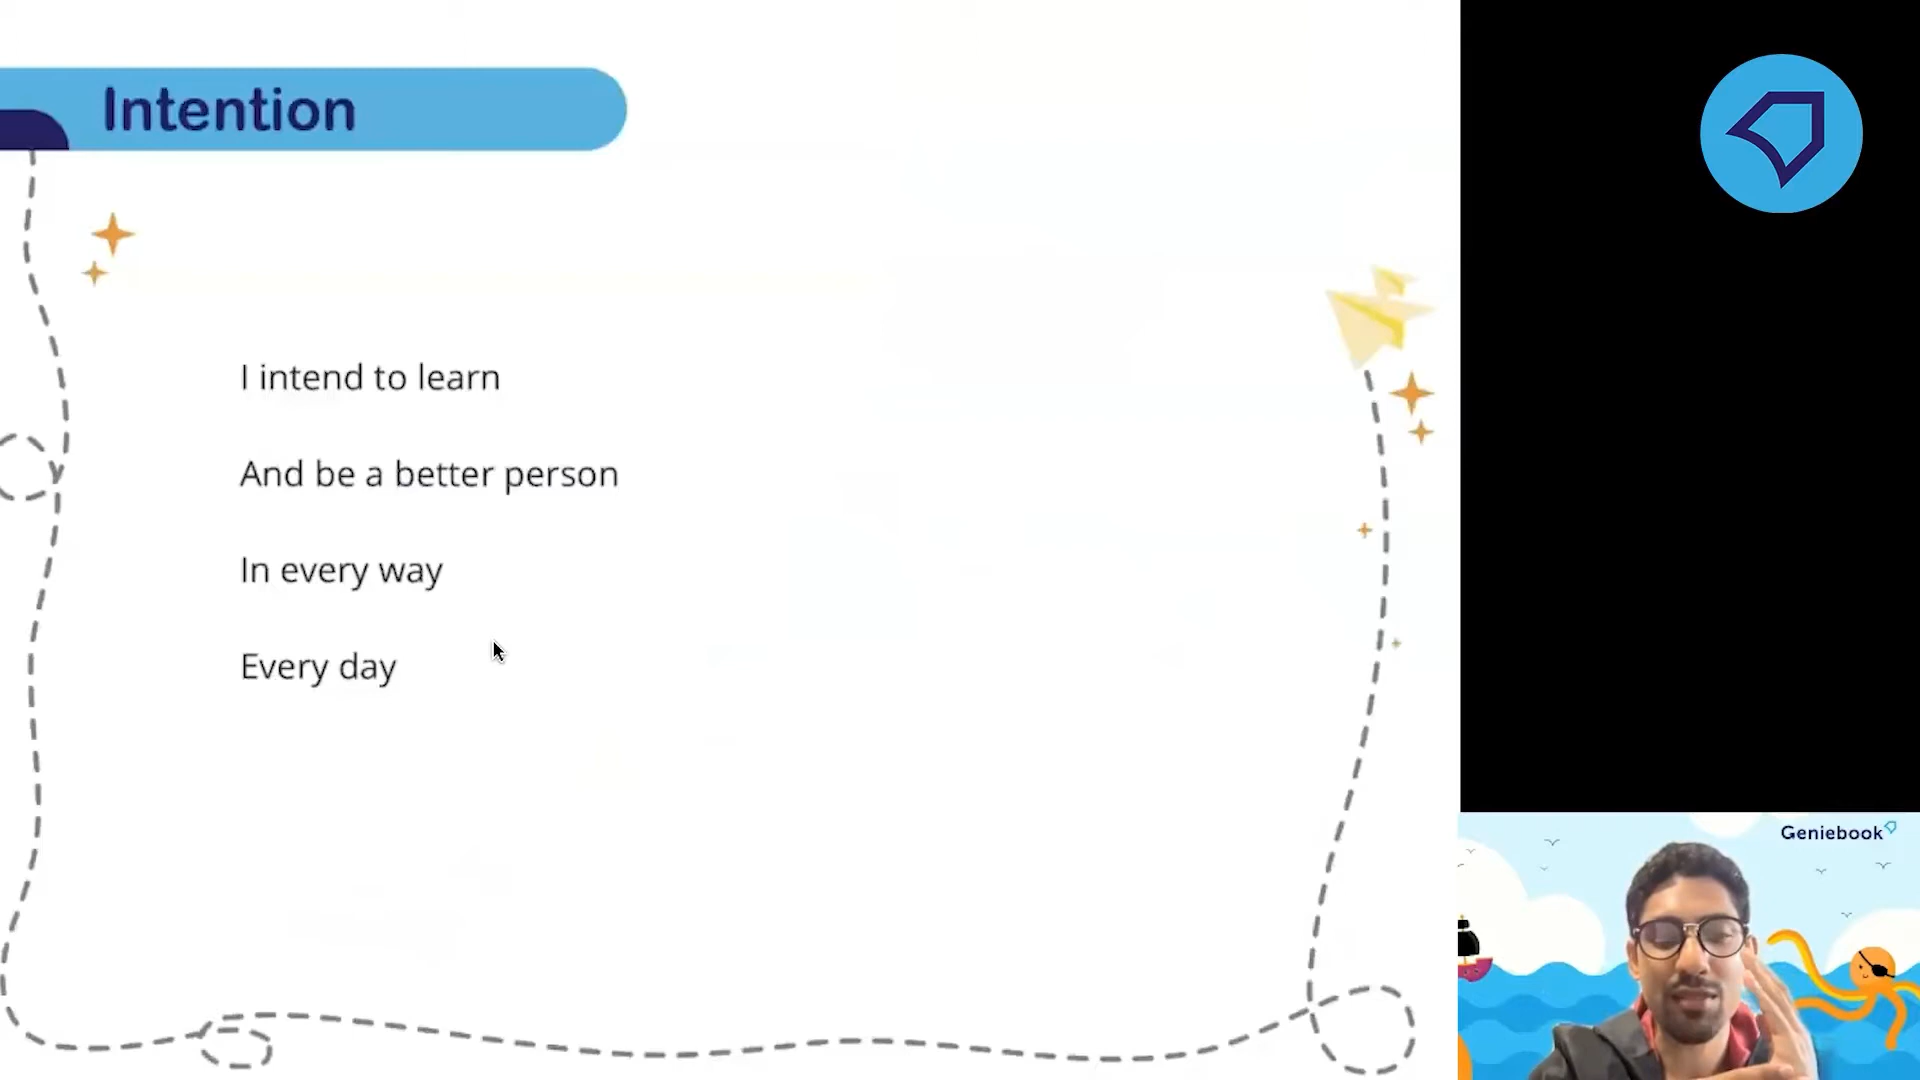 Intention
I intend to learn
And be a better person
In every way
Every day
Geniebook